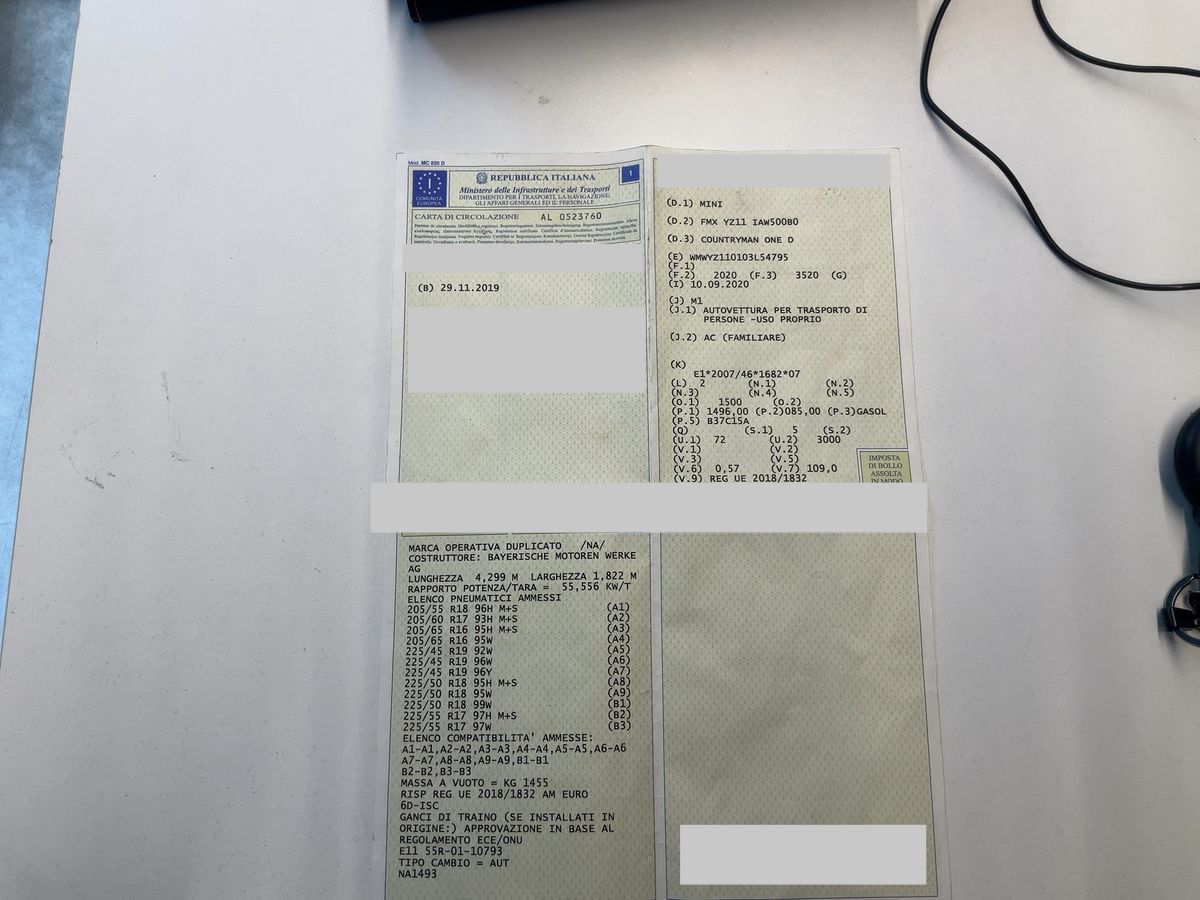 Mod. MC 820 D
REPUBBLICA ITALIANA
1
Ministero delle Infrastrutture e dei Trasporti
DIPARTIMENTO PER I TRASPORTI, LA NAVIGAZIONE,
GLI AFFARI GENERALI ED IL PERSONALE
I
COMUNITÀ
EUROPEA
CARTA DI CIRCOLAZIONE AL 0523760
(B) 29.11.2019
(D.1) MINI
(D.2) FMX YZ11 IAW500B0
(D.3) COUNTRYMAN ONE D
(E) WMWYZ110103L54795
(F.1)
(F.2) 2020 (F.3) 3520 (G)
(I) 10.09.2020
(J) M1
(J.1) AUTOVETTURA PER TRASPORTO DI
PERSONE -USO PROPRIO
(J.2) AC (FAMILIARE)
(K)
E1*2007/46*1682*07
(L) 2 (N.1) (N.2)
(N.3) (N.4) (N.5)
(O.1) 1500 (O.2)
(P.1) 1496,00 (P.2)085,00 (P.3)GASOL
(P.5) B37C15A
(Q) (S.1) 5 (S.2)
(U.1) 72 (U.2) 3000
(V.1) (V.2)
(V.3) (V.5)
(V.6) 0,57 (V.7) 109,0
(V.9) REG UE 2018/1832
IMPOSTA
DI BOLLO
ASSOLTA
IN MODO
MARCA OPERATIVA DUPLICATO /NA/
COSTRUTTORE: BAYERISCHE MOTOREN WERKE
AG
LUNGHEZZA 4,299 M LARGHEZZA 1,822 M
RAPPORTO POTENZA/TARA = 55,556 KW/T
ELENCO PNEUMATICI AMMESSI
205/55 R18 96H M+S (A1)
205/60 R17 93H M+S (A2)
205/65 R16 95H M+S (A3)
205/65 R16 95W (A4)
225/45 R19 92W (A5)
225/45 R19 96W (A6)
225/45 R19 96Y (A7)
225/50 R18 95H M+S (A8)
225/50 R18 95W (A9)
225/50 R18 99W (B1)
225/55 R17 97H M+S (B2)
225/55 R17 97W (B3)
ELENCO COMPATIBILITA' AMMESSE:
A1-A1,A2-A2,A3-A3,A4-A4,A5-A5,A6-A6
A7-A7,A8-A8,A9-A9,B1-B1
B2-B2,B3-B3
MASSA A VUOTO = KG 1455
RISP REG UE 2018/1832 AM EURO
6D-ISC
GANCI DI TRAINO (SE INSTALLATI IN
ORIGINE:) APPROVAZIONE IN BASE AL
REGOLAMENTO ECE/ONU
E11 55R-01-10793
TIPO CAMBIO = AUT
NA1493